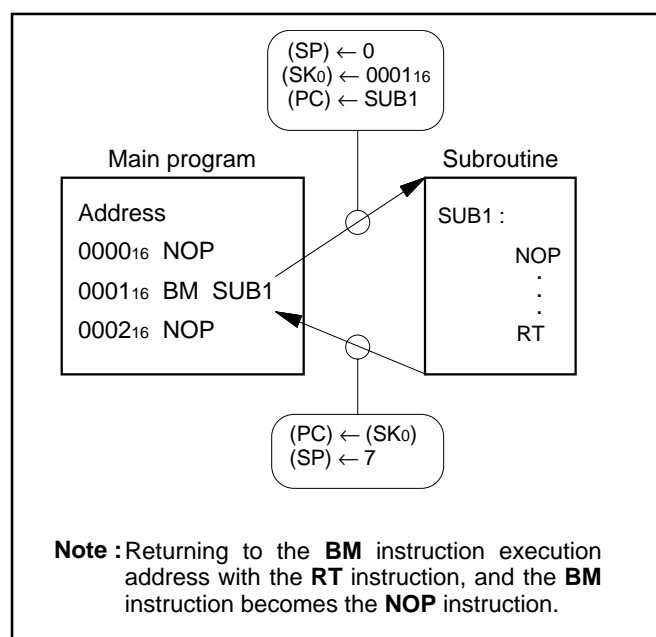 (SP) ← 0
(SK₀) ← 0001₁₆
(PC) ← SUB1
Main program
Subroutine
Address
0000₁₆ NOP
0001₁₆ BM SUB1
0002₁₆ NOP
SUB1 :
NOP
.
.
.
RT
(PC) ← (SK₀)
(SP) ← 7
Note : Returning to the BM instruction execution
address with the RT instruction, and the BM
instruction becomes the NOP instruction.